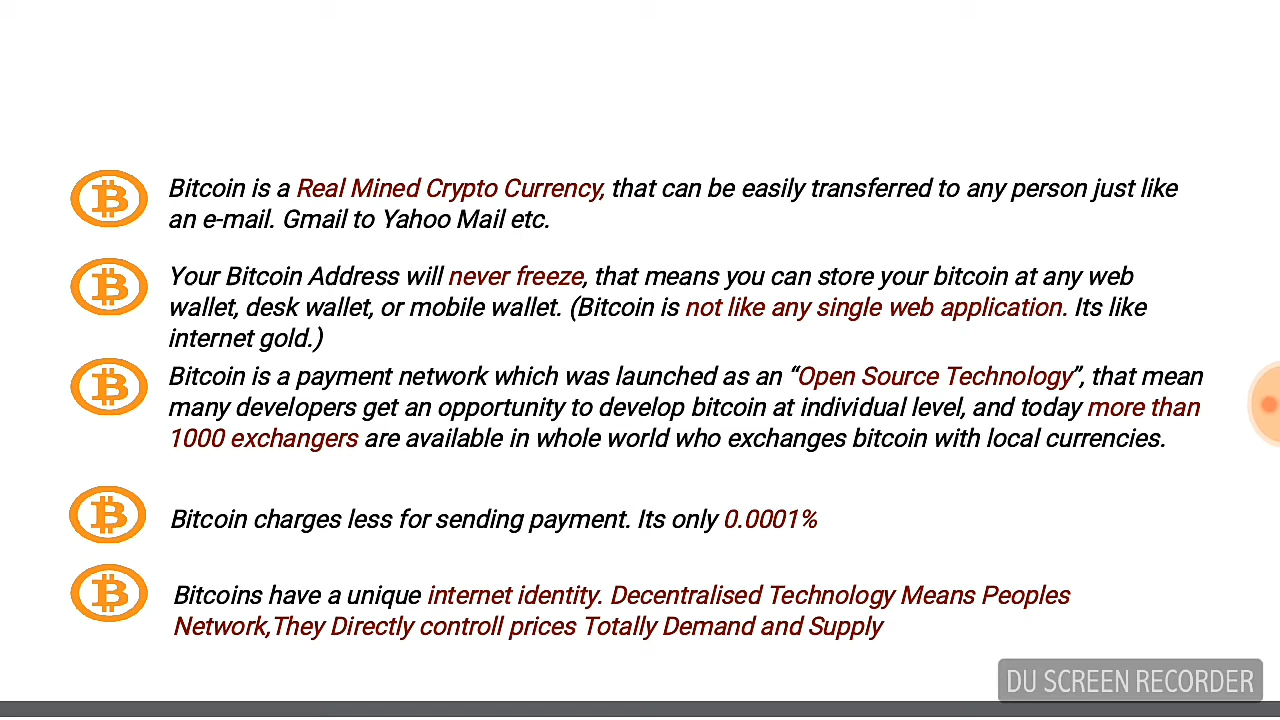 Bitcoin is a Real Mined Crypto Currency, that can be easily transferred to any person just like
an e-mail. Gmail to Yahoo Mail etc.
Your Bitcoin Address will never freeze, that means you can store your bitcoin at any web
wallet, desk wallet, or mobile wallet. (Bitcoin is not like any single web application. Its like
internet gold.)
Bitcoin is a payment network which was launched as an “Open Source Technology”, that mean
many developers get an opportunity to develop bitcoin at individual level, and today more than
1000 exchangers are available in whole world who exchanges bitcoin with local currencies.
Bitcoin charges less for sending payment. Its only 0.0001%
Bitcoins have a unique internet identity. Decentralised Technology Means Peoples
Network,They Directly controll prices Totally Demand and Supply
DU SCREEN RECORDER